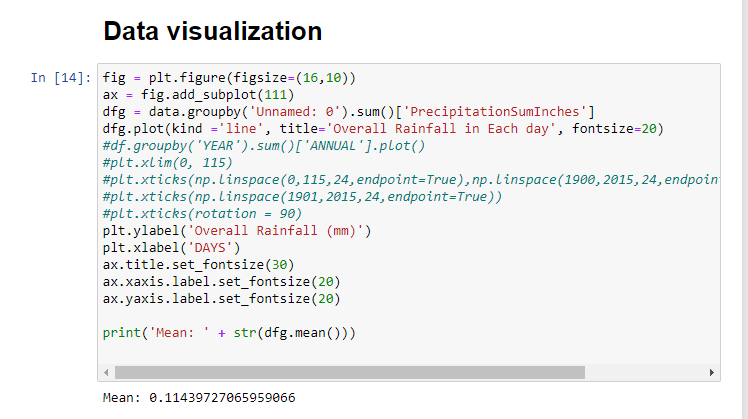 Data visualization
In [14]: fig = plt.figure(figsize=(16,10))
ax = fig.add_subplot(111)
dfg = data.groupby('Unnamed: 0').sum()['PrecipitationSumInches']
dfg.plot(kind ='line', title='Overall Rainfall in Each day', fontsize=20)
#df.groupby('YEAR').sum()['ANNUAL'].plot()
#plt.xlim(0, 115)
#plt.xticks(np.linspace(0,115,24,endpoint=True),np.linspace(1900,2015,24,endpoin
#plt.xticks(np.linspace(1901,2015,24,endpoint=True))
#plt.xticks(rotation = 90)
plt.ylabel('Overall Rainfall (mm)')
plt.xlabel('DAYS')
ax.title.set_fontsize(30)
ax.xaxis.label.set_fontsize(20)
ax.yaxis.label.set_fontsize(20)
print('Mean: ' + str(dfg.mean()))
Mean: 0.11439727065959066